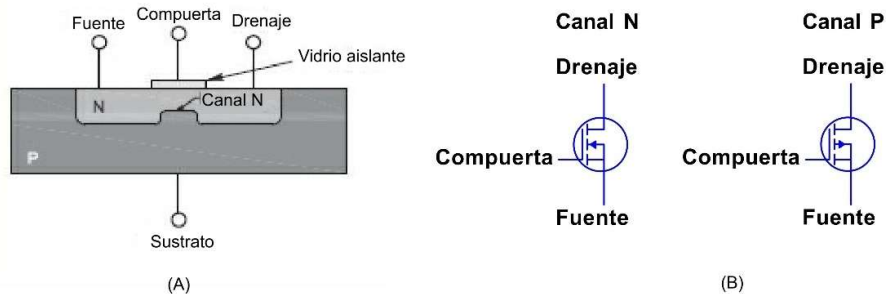 Fuente
Compuerta
Drenaje
Vidrio aislante
Canal N
N
P
Sustrato
(A)
Canal N
Canal P
Drenaje
Drenaje
Compuerta
Compuerta
Fuente
Fuente
(B)